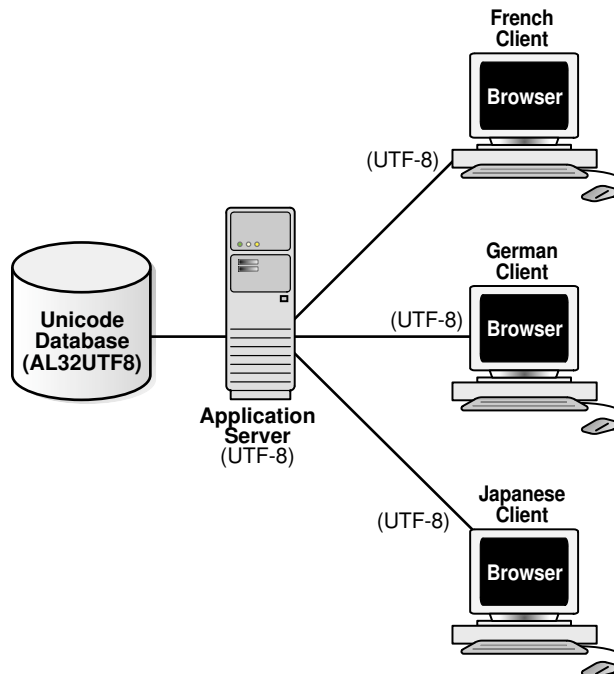 French
Client
Browser
(UTF-8)
German
Client
(UTF-8)
Browser
Unicode
Database
(AL32UTF8)
Application
Server
(UTF-8)
Japanese
Client
(UTF-8)
Browser